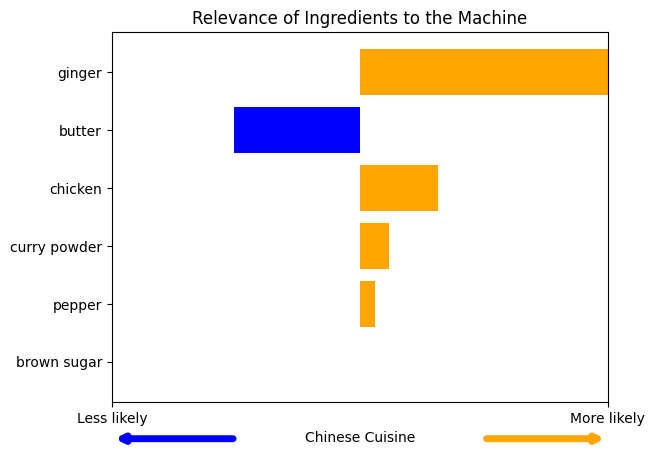 Relevance of Ingredients to the Machine
ginger
butter
chicken
curry powder
pepper
brown sugar
Less likely More likely
Chinese Cuisine